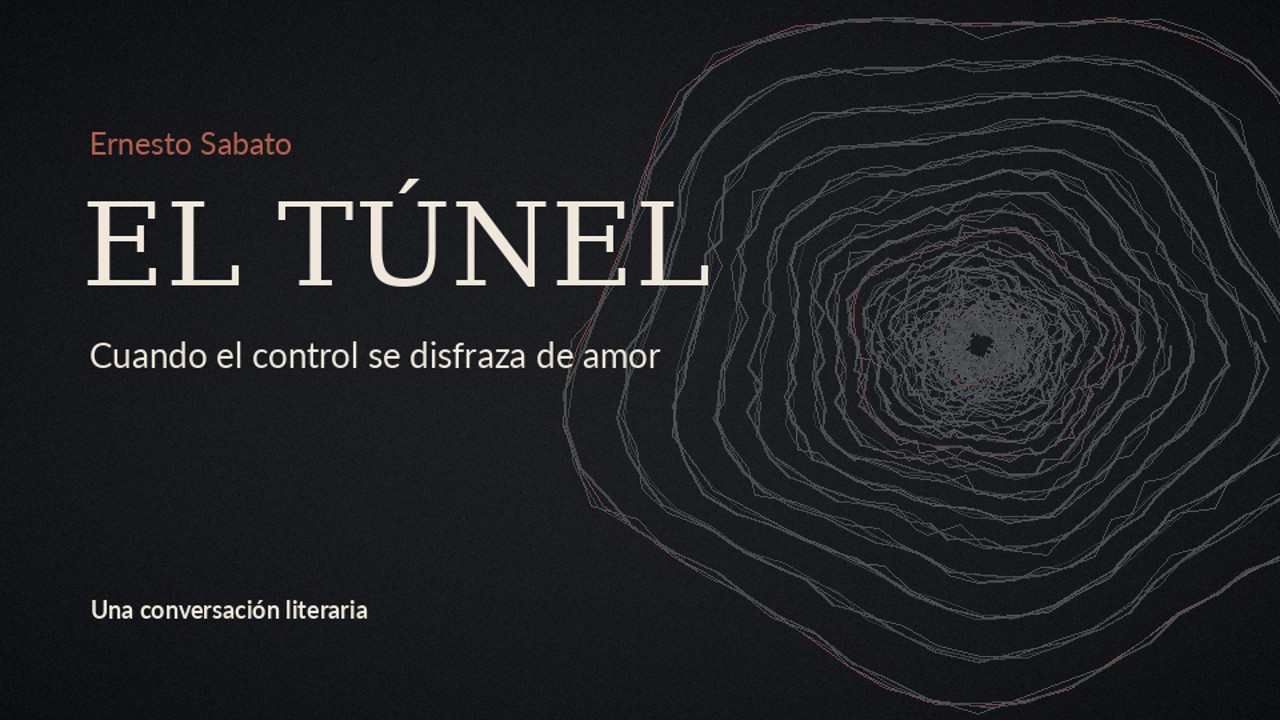 Ernesto Sabato
EL TÚNEL
Cuando el control se disfraza de amor
Una conversación literaria